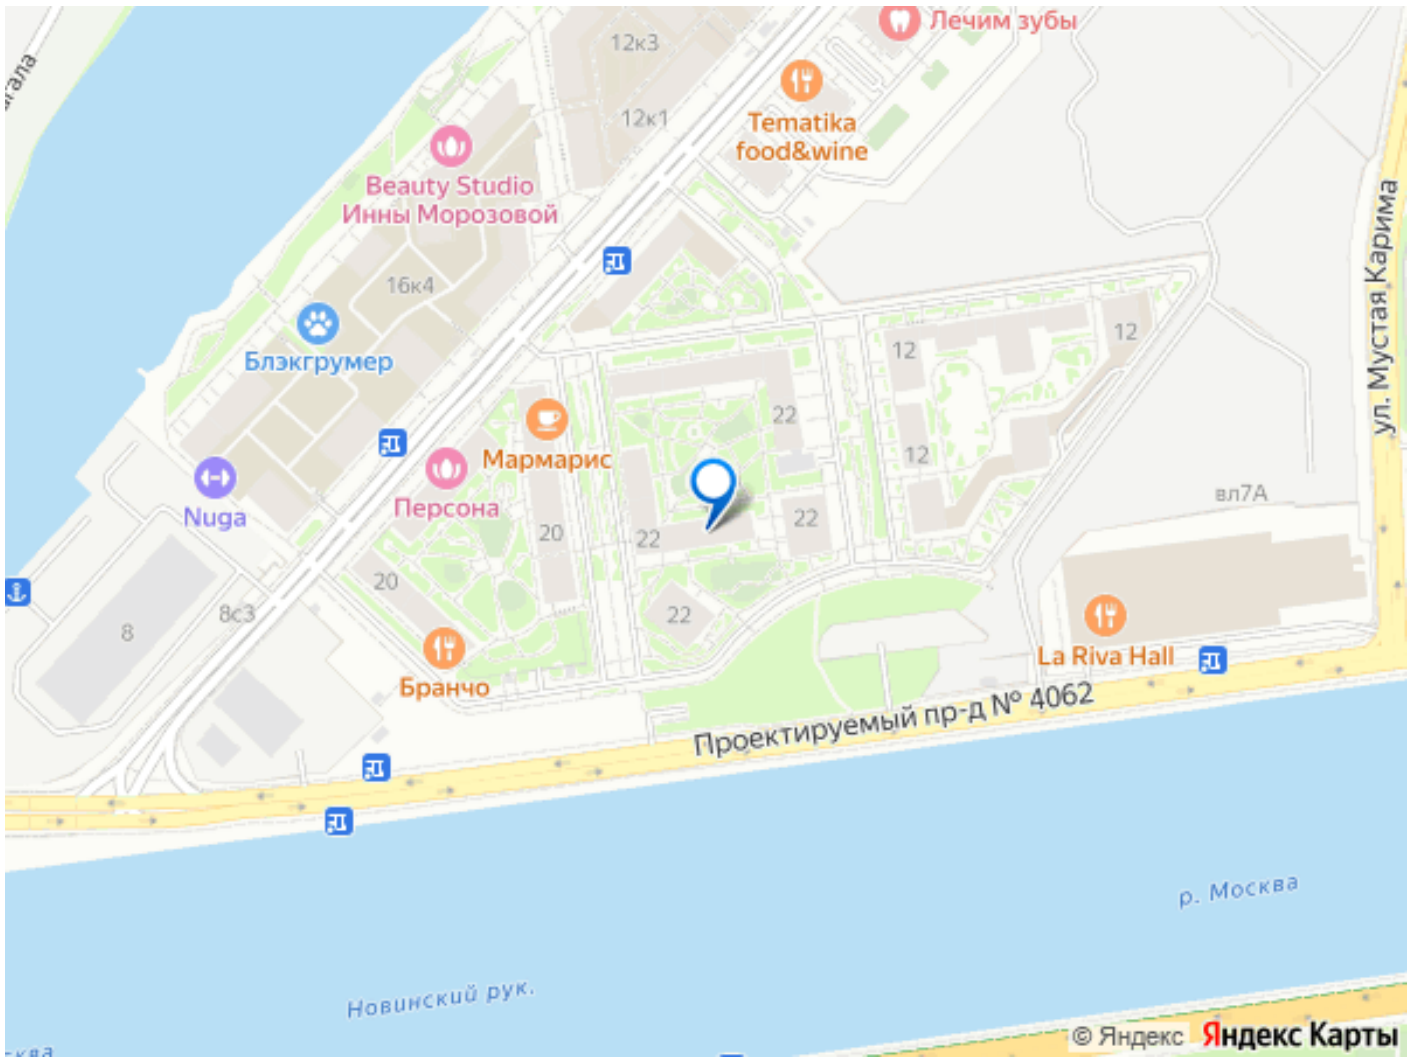 Лечим зубы
12к3
12к1
Tematika
food&wine
Beauty Studio
Инны Морозовой
ул. Мустая Карима
16к4
Блэкгрумер
12
12
22
Мармарис
12
Nuga
Персона
вл7А
20
22
22
20
8с3
22
8
La Riva Hall
Бранчо
Проектируемый пр-д № 4062
р. Москва
Новинский рук.
© Яндекс Яндекс Карты